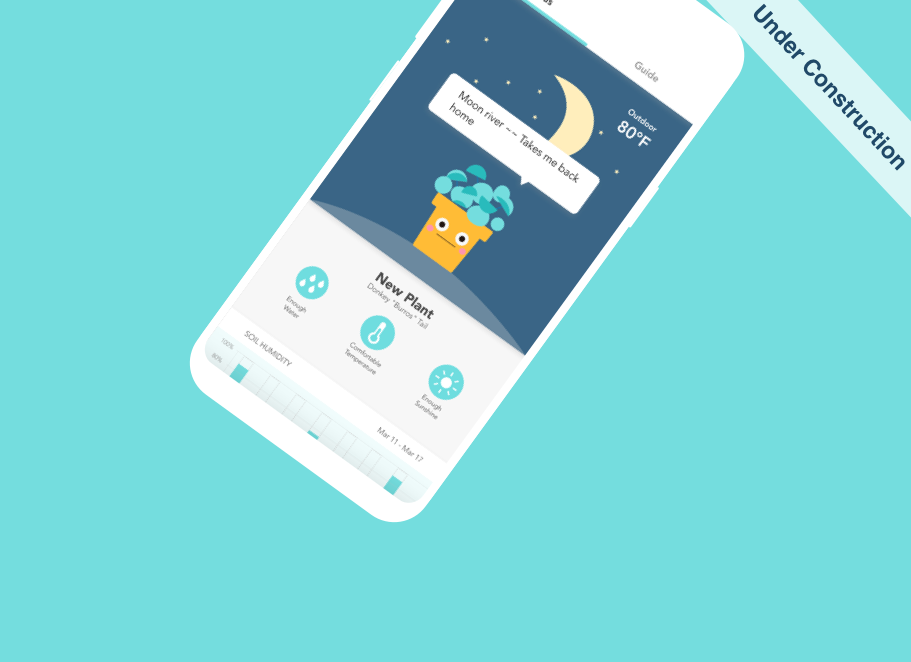 Under Construction
Guide
Outdoor
80°F
Moon river ~~ Takes me back
home
New Plant
Donkey "Burros" Tail
Enough
Water
Comfortable
Temperature
Enough
Sunshine
SOIL HUMIDITY
Mar 11 - Mar 17
100%
80%